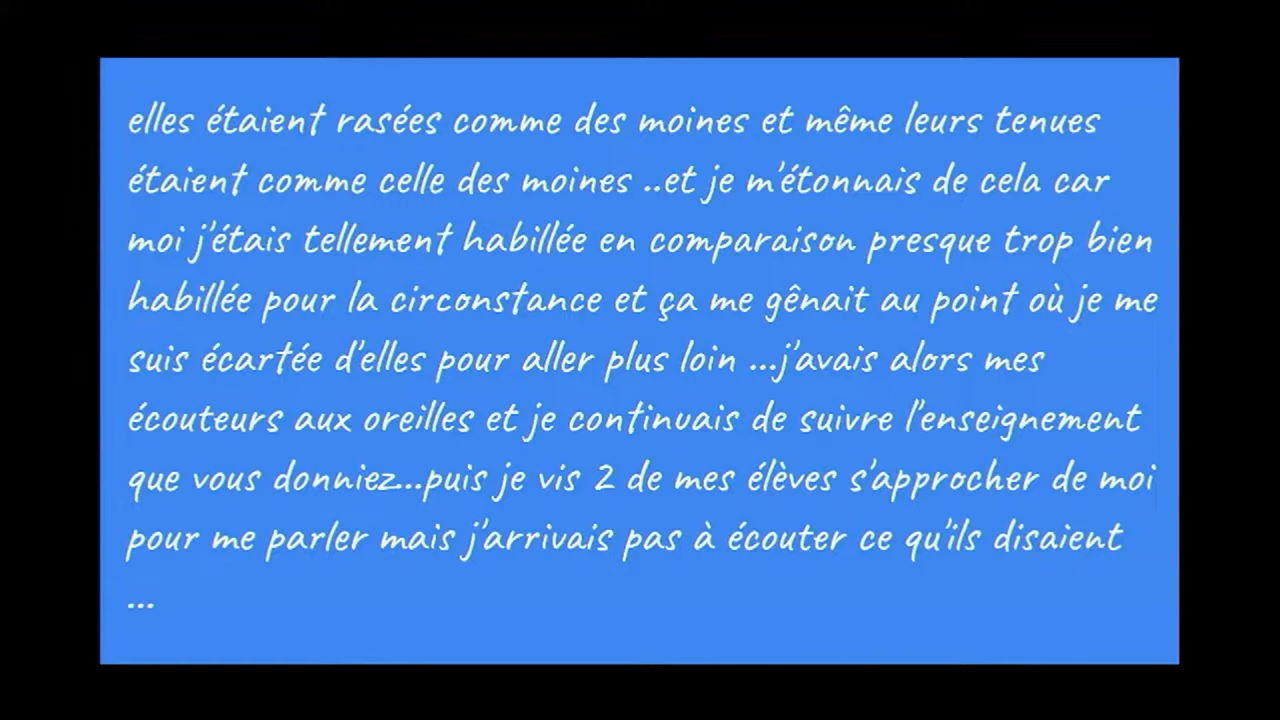 elles étaient rasées comme des moines et même leurs tenues
étaient comme celle des moines ..et je m'étonnais de cela car
moi j'étais tellement habillée en comparaison presque trop bien
habillée pour la circonstance et ça me gênait au point où je me
suis écartée d'elles pour aller plus loin ...j'avais alors mes
écouteurs aux oreilles et je continuais de suivre l'enseignement
que vous donniez...puis je vis 2 de mes élèves s'approcher de moi
pour me parler mais j'arrivais pas à écouter ce qu'ils disaient
...